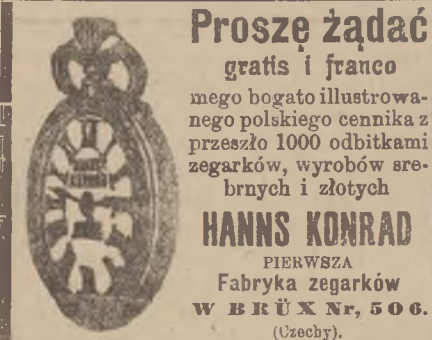 Proszę żądać
gratis i franco
mego bogato illustrowa-
nego polskiego cennika z
przeszło 1000 odbitkami
zegarków, wyrobów sre-
brnych i złotych
HANNS KONRAD
PIERWSZA
Fabryka zegarków
W BRÜX Nr, 506.
(Czechy).